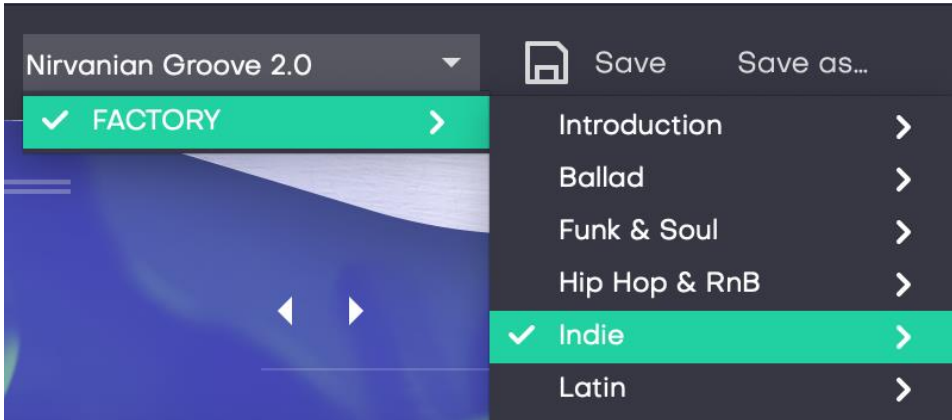 Nirvanian Groove 2.0
Save
Save as...
FACTORY
Introduction
Ballad
Funk & Soul
Hip Hop & RnB
Indie
Latin